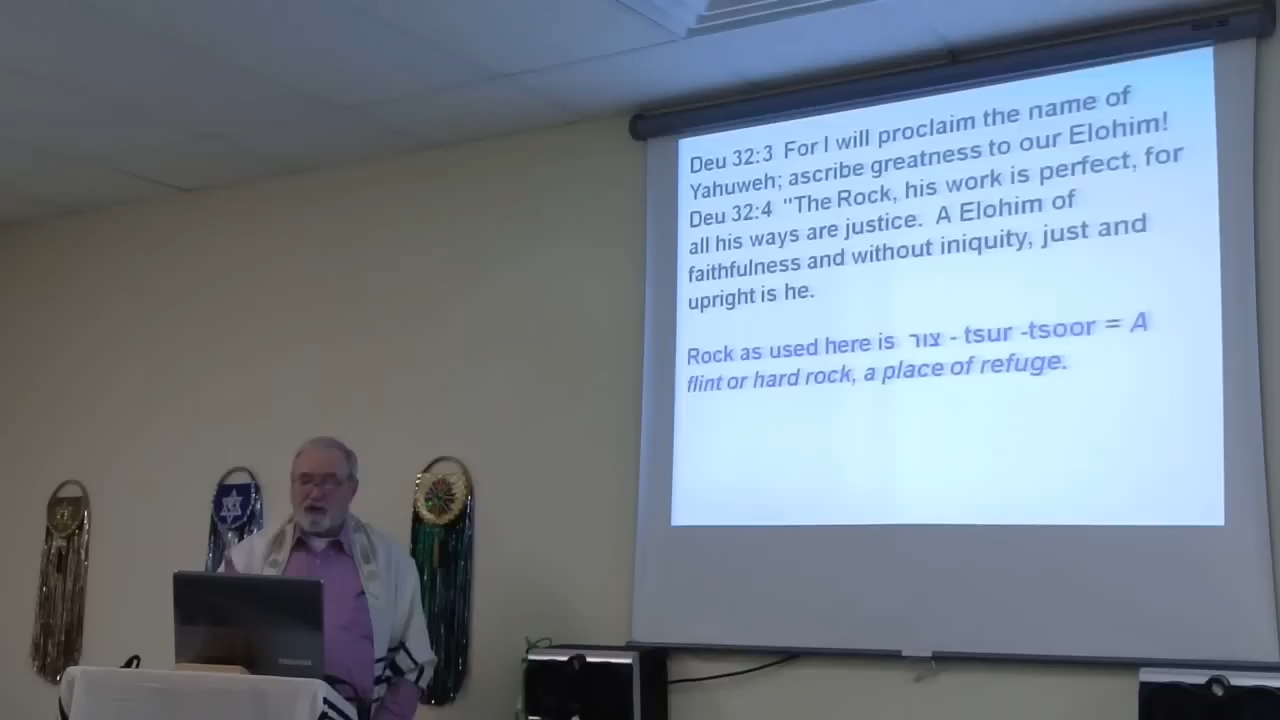 Deu 32:3 For I will proclaim the name of
Yahuweh; ascribe greatness to our Elohim!
Deu 32:4 "The Rock, his work is perfect, for
all his ways are justice. A Elohim of
faithfulness and without iniquity, just and
upright is he.
Rock as used here is צור - tsur -tsoor = A
flint or hard rock, a place of refuge.
TOSHIBA